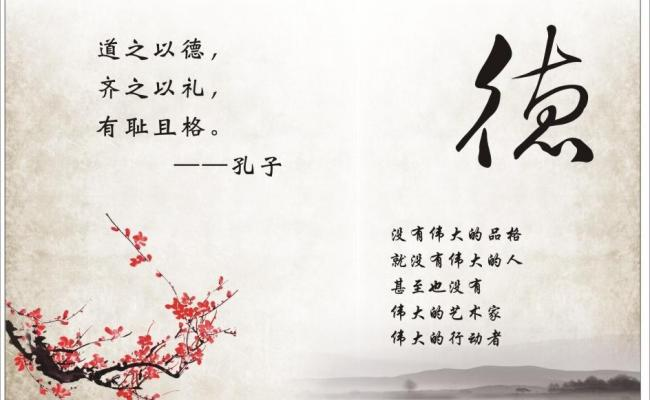 道之以德，
齐之以礼，
有耻且格。
——孔子
德
没有伟大的品格
就没有伟大的人
甚至也没有
伟大的艺术家
伟大的行动者